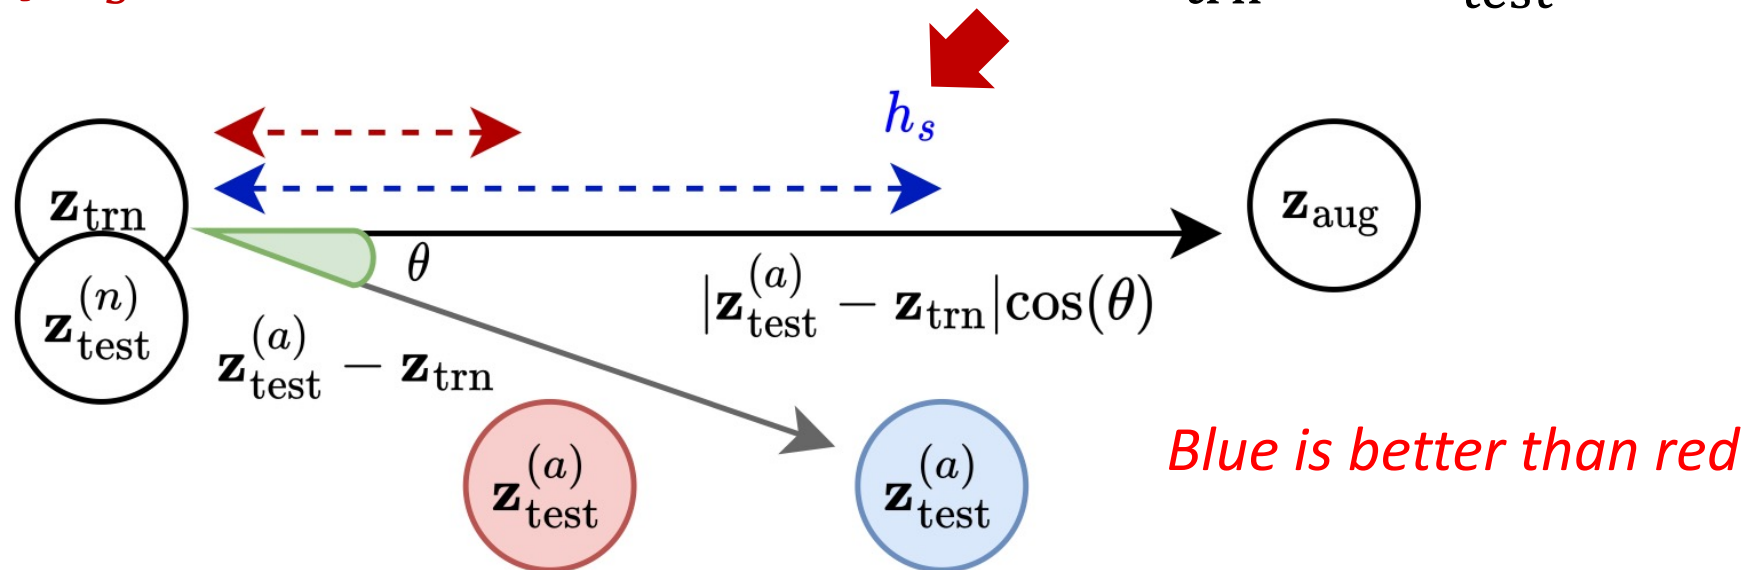 h_s
z_trn
z_aug
θ
z_test^(n)
|z_test^(a) − z_trn|cos(θ)
z_test^(a) − z_trn
Blue is better than red
z_test^(a)
z_test^(a)